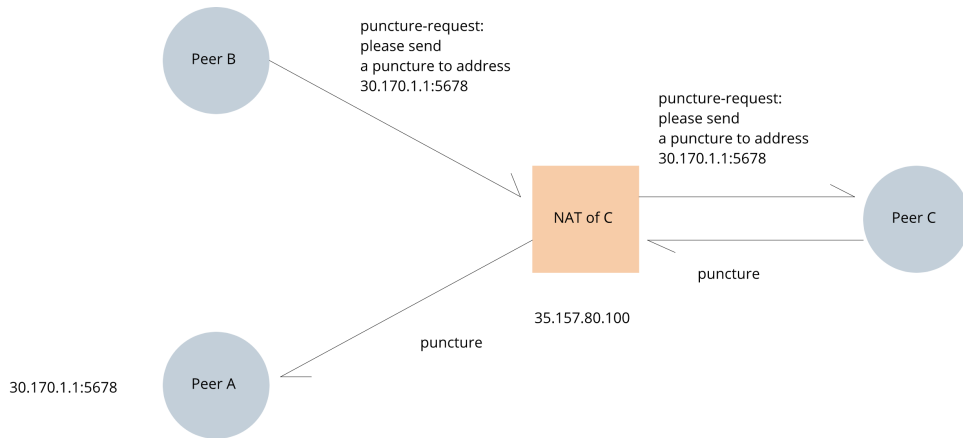 Peer B
puncture-request:
please send
a puncture to address
30.170.1.1:5678
puncture-request:
please send
a puncture to address
30.170.1.1:5678
NAT of C
Peer C
puncture
35.157.80.100
puncture
30.170.1.1:5678
Peer A